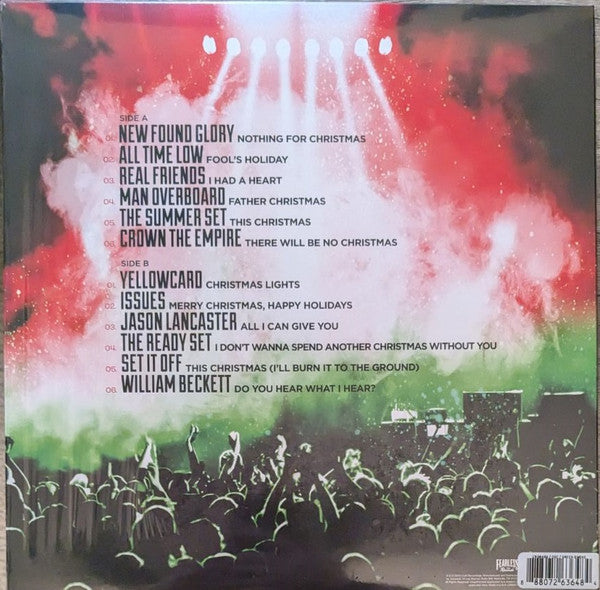 SIDE A
01. NEW FOUND GLORY NOTHING FOR CHRISTMAS
02. ALL TIME LOW FOOL'S HOLIDAY
03. REAL FRIENDS I HAD A HEART
04. MAN OVERBOARD FATHER CHRISTMAS
05. THE SUMMER SET THIS CHRISTMAS
06. CROWN THE EMPIRE THERE WILL BE NO CHRISTMAS
SIDE B
01. YELLOWCARD CHRISTMAS LIGHTS
02. ISSUES MERRY CHRISTMAS, HAPPY HOLIDAYS
03. JASON LANCASTER ALL I CAN GIVE YOU
04. THE READY SET I DON'T WANNA SPEND ANOTHER CHRISTMAS WITHOUT YOU
05. SET IT OFF THIS CHRISTMAS (I'LL BURN IT TO THE GROUND)
06. WILLIAM BECKETT DO YOU HEAR WHAT I HEAR?
FEARLESS
8 88072 63648 4